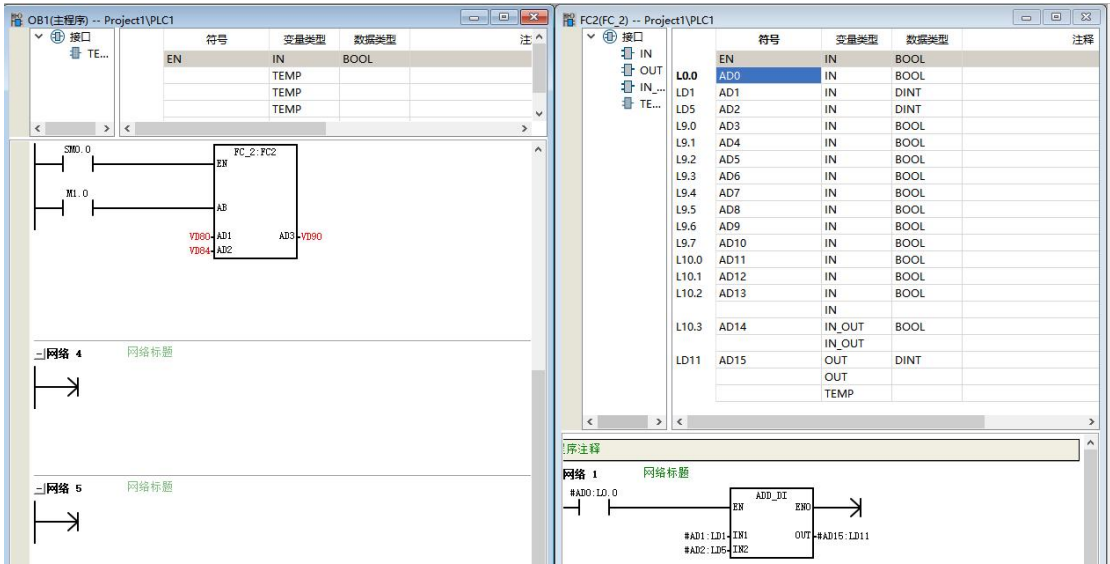 OB1(主程序) -- Project1\PLC1
接口
TE...
符号 变量类型 数据类型 注
EN IN BOOL
TEMP
TEMP
TEMP
SM0.0
FC_2:FC2
EN
M1.0
AB
VD80 AD1 AD3 VD90
VD84 AD2
网络 4 网络标题
网络 5 网络标题
FC2(FC_2) -- Project1\PLC1
接口
IN
OUT
IN_...
TE...
符号 变量类型 数据类型 注释
EN IN BOOL
L0.0 AD0 IN BOOL
LD1 AD1 IN DINT
LD5 AD2 IN DINT
L9.0 AD3 IN BOOL
L9.1 AD4 IN BOOL
L9.2 AD5 IN BOOL
L9.3 AD6 IN BOOL
L9.4 AD7 IN BOOL
L9.5 AD8 IN BOOL
L9.6 AD9 IN BOOL
L9.7 AD10 IN BOOL
L10.0 AD11 IN BOOL
L10.1 AD12 IN BOOL
L10.2 AD13 IN BOOL
IN
L10.3 AD14 IN_OUT BOOL
IN_OUT
LD11 AD15 OUT DINT
OUT
TEMP
程序注释
网络 1 网络标题
#AD0:L0.0
ADD_DI
EN ENO
#AD1:LD1 IN1 OUT #AD15:LD11
#AD2:LD5 IN2